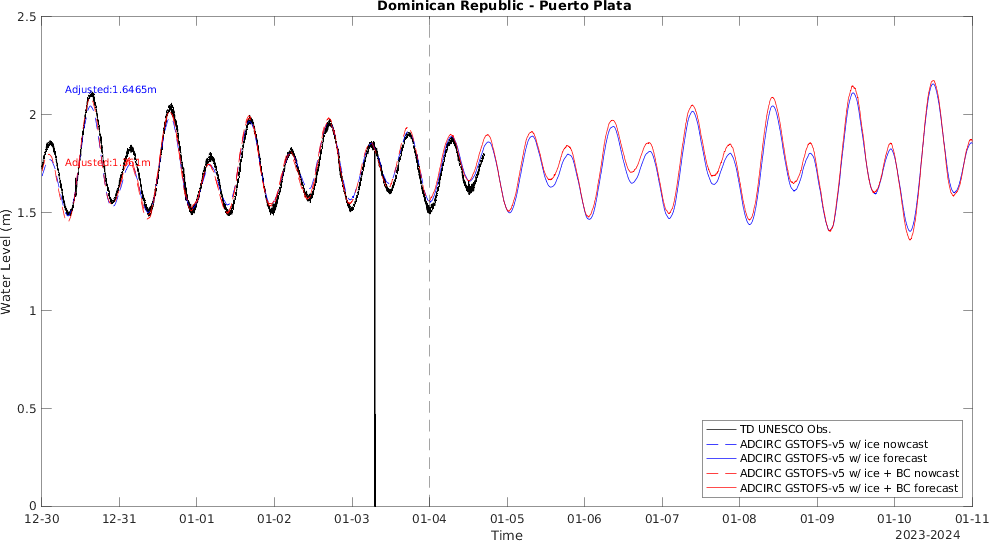 Dominican Republic - Puerto Plata
2.5
2
1.5
1
0.5
0
Water Level (m)
Adjusted:1.6465m
TD UNESCO Obs.
ADCIRC GSTOFS-v5 w/ ice nowcast
ADCIRC GSTOFS-v5 w/ ice forecast
ADCIRC GSTOFS-v5 w/ ice + BC nowcast
ADCIRC GSTOFS-v5 w/ ice + BC forecast
12-30 12-31 01-01 01-02 01-03 01-04 01-05 01-06 01-07 01-08 01-09 01-10 01-11
Time
2023-2024